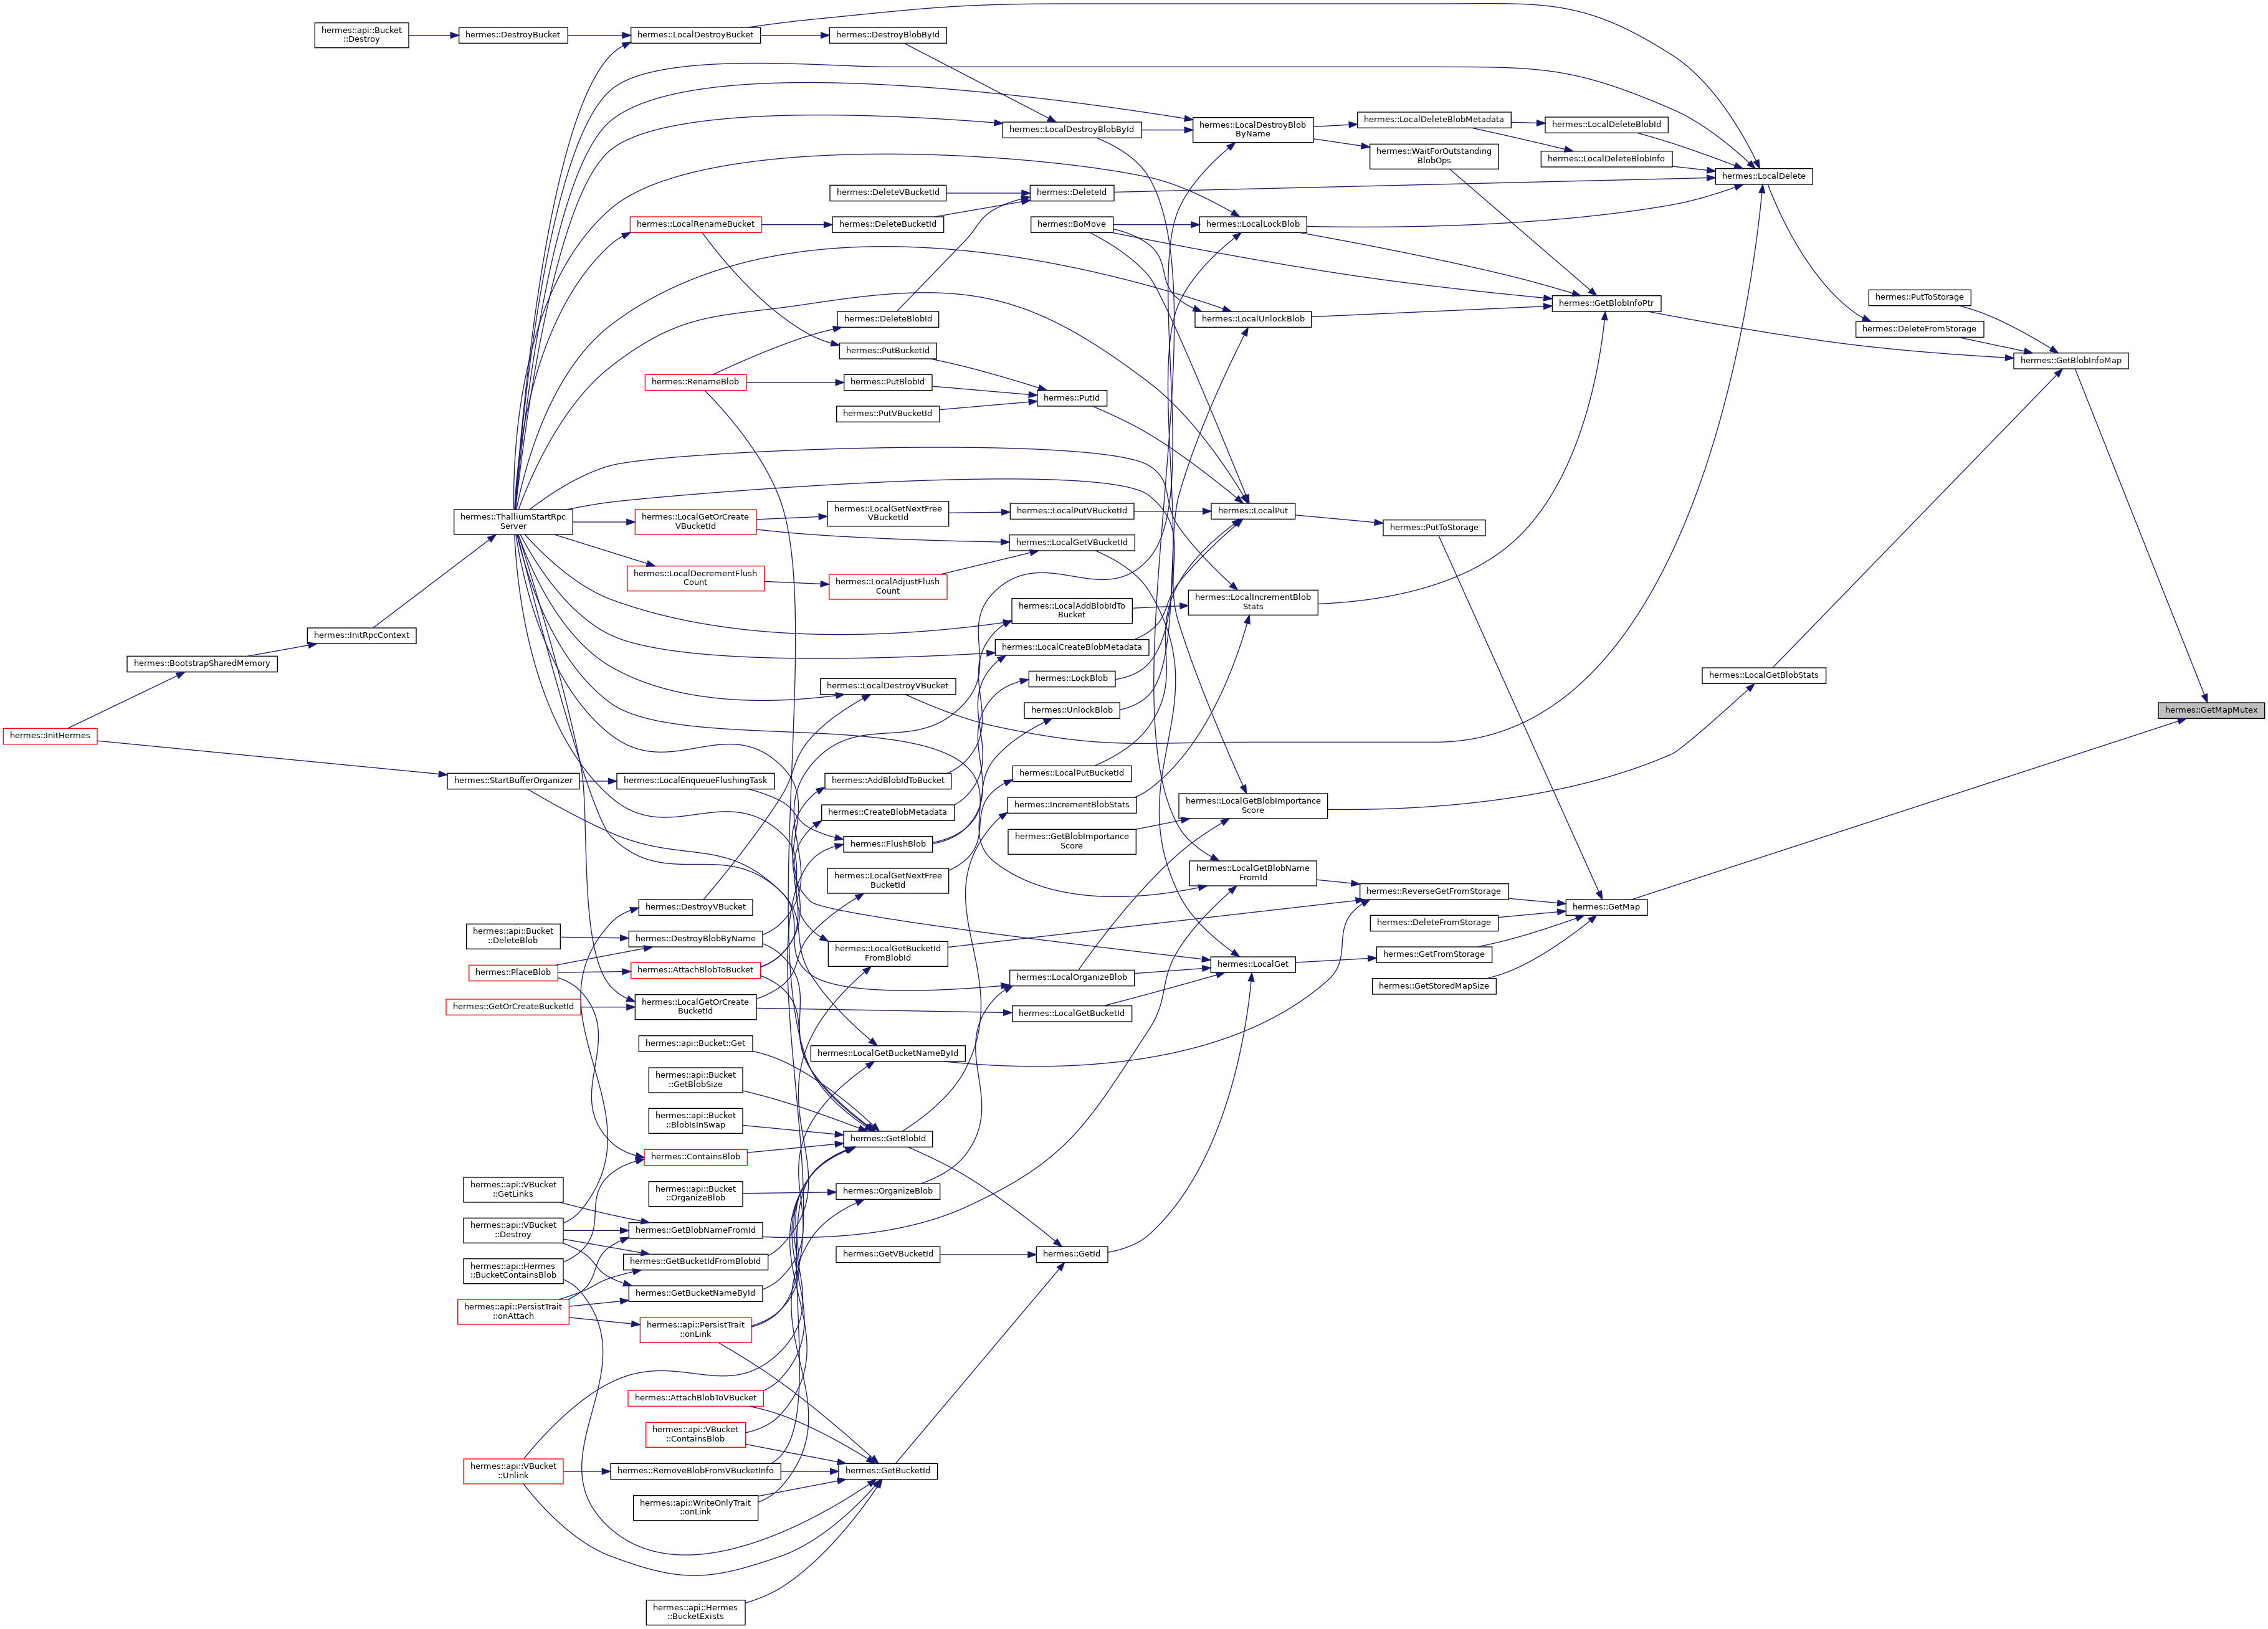 hermes::api::Bucket
::Destroy
hermes::DestroyBucket
hermes::LocalDestroyBucket
hermes::DestroyBlobById
hermes::LocalDestroyBlobById
hermes::LocalDestroyBlob
ByName
hermes::LocalDeleteBlobMetadata
hermes::LocalDeleteBlobId
hermes::WaitForOutstanding
BlobOps
hermes::LocalDeleteBlobInfo
hermes::LocalDelete
hermes::DeleteVBucketId
hermes::DeleteId
hermes::LocalRenameBucket
hermes::DeleteBucketId
hermes::BoMove
hermes::LocalLockBlob
hermes::GetBlobInfoPtr
hermes::PutToStorage
hermes::DeleteBlobId
hermes::LocalUnlockBlob
hermes::DeleteFromStorage
hermes::PutBucketId
hermes::GetBlobInfoMap
hermes::RenameBlob
hermes::PutBlobId
hermes::PutId
hermes::PutVBucketId
hermes::ThalliumStartRpc
Server
hermes::LocalGetOrCreate
VBucketId
hermes::LocalGetNextFree
VBucketId
hermes::LocalPutVBucketId
hermes::LocalPut
hermes::PutToStorage
hermes::LocalGetVBucketId
hermes::LocalDecrementFlush
Count
hermes::LocalAdjustFlush
Count
hermes::LocalAddBlobIdTo
Bucket
hermes::LocalIncrementBlob
Stats
hermes::InitRpcContext
hermes::LocalCreateBlobMetadata
hermes::BootstrapSharedMemory
hermes::LockBlob
hermes::LocalGetBlobStats
hermes::LocalDestroyVBucket
hermes::UnlockBlob
hermes::GetMapMutex
hermes::InitHermes
hermes::StartBufferOrganizer
hermes::LocalEnqueueFlushingTask
hermes::AddBlobIdToBucket
hermes::LocalPutBucketId
hermes::CreateBlobMetadata
hermes::IncrementBlobStats
hermes::LocalGetBlobImportance
Score
hermes::FlushBlob
hermes::GetBlobImportance
Score
hermes::LocalGetNextFree
BucketId
hermes::LocalGetBlobName
FromId
hermes::ReverseGetFromStorage
hermes::GetMap
hermes::DestroyVBucket
hermes::DeleteFromStorage
hermes::api::Bucket
::DeleteBlob
hermes::DestroyBlobByName
hermes::LocalGetBucketId
FromBlobId
hermes::GetFromStorage
hermes::PlaceBlob
hermes::AttachBlobToBucket
hermes::LocalOrganizeBlob
hermes::LocalGet
hermes::GetStoredMapSize
hermes::GetOrCreateBucketId
hermes::LocalGetOrCreate
BucketId
hermes::LocalGetBucketId
hermes::api::Bucket::Get
hermes::LocalGetBucketNameById
hermes::api::Bucket
::GetBlobSize
hermes::api::Bucket
::BlobIsInSwap
hermes::GetBlobId
hermes::ContainsBlob
hermes::api::VBucket
::GetLinks
hermes::api::Bucket
::OrganizeBlob
hermes::OrganizeBlob
hermes::api::VBucket
::Destroy
hermes::GetBlobNameFromId
hermes::GetVBucketId
hermes::GetId
hermes::api::Hermes
::BucketContainsBlob
hermes::GetBucketIdFromBlobId
hermes::GetBucketNameById
hermes::api::PersistTrait
::onAttach
hermes::api::PersistTrait
::onLink
hermes::AttachBlobToVBucket
hermes::api::VBucket
::ContainsBlob
hermes::api::VBucket
::Unlink
hermes::RemoveBlobFromVBucketInfo
hermes::GetBucketId
hermes::api::WriteOnlyTrait
::onLink
hermes::api::Hermes
::BucketExists